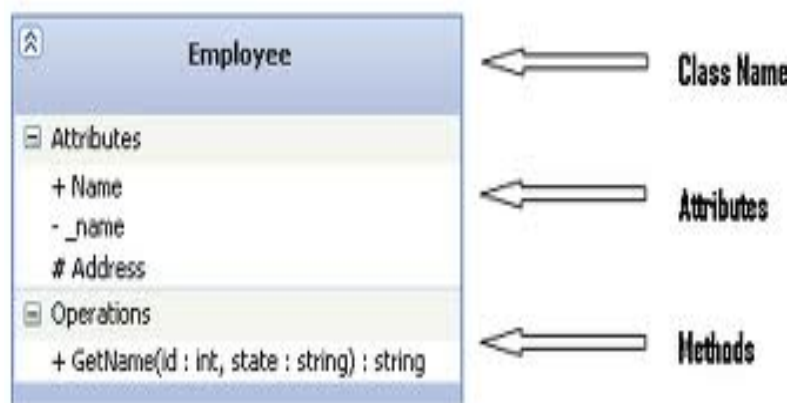 Employee
Class Name
Attributes
+ Name
- _name
# Address
Attributes
Operations
+ GetName(id : int, state : string) : string
Methods